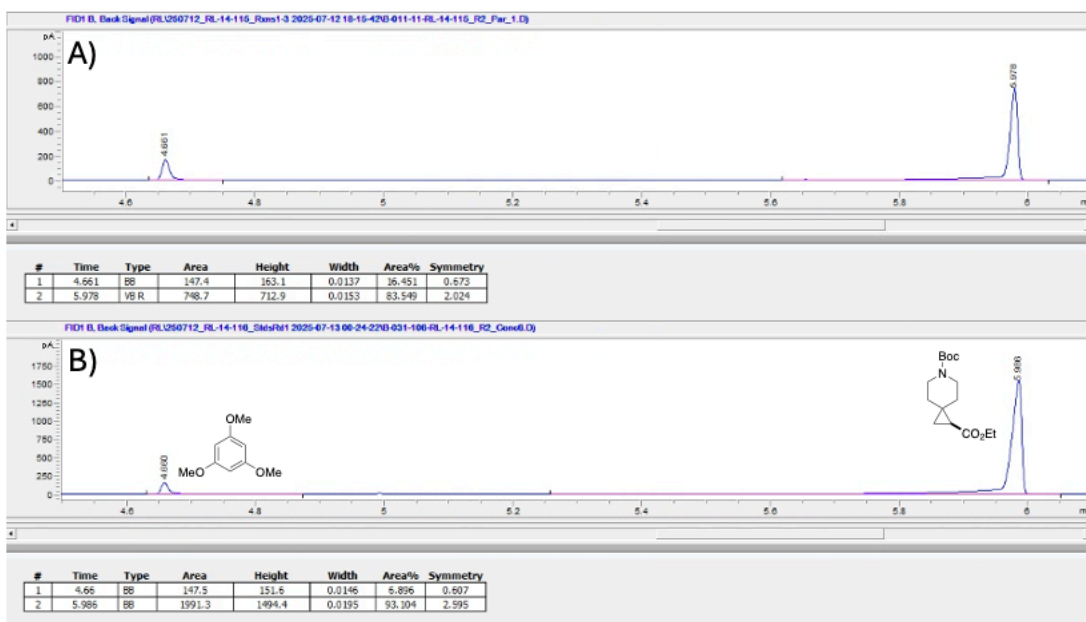 FID1 B, Back Signal (RL\250712_RL-14-115_Rxns1-3 2025-07-12 18-15-42\B-011-11-RL-14-115_R2_Par_1.D)
pA
A)
1000
800
600
400
200
0
4.661
5.978
4.6 4.8 5 5.2 5.4 5.6 5.8 6 m
# Time Type Area Height Width Area% Symmetry
1 4.661 BB 147.4 163.1 0.0137 16.451 0.673
2 5.978 VB R 748.7 712.9 0.0153 83.549 2.024
FID1 B, Back Signal (RL\250712_RL-14-116_StdsRd1 2025-07-13 00-24-22\B-031-106-RL-14-116_R2_Conc6.D)
pA
B)
1750
1500
1250
1000
750
500
250
0
4.660
OMe
MeO
OMe
Boc
N
CO2Et
5.986
4.6 4.8 5 5.2 5.4 5.6 5.8 6 m
# Time Type Area Height Width Area% Symmetry
1 4.66 BB 147.5 151.6 0.0146 6.896 0.607
2 5.986 BB 1991.3 1494.4 0.0195 93.104 2.595